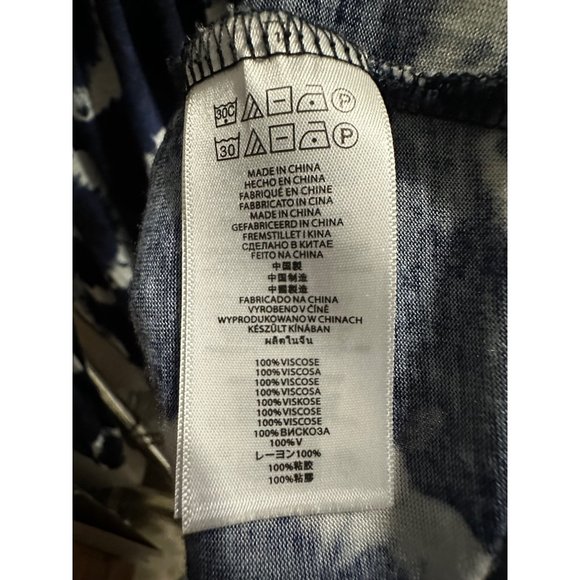 30C P
30 P
MADE IN CHINA
HECHO EN CHINA
FABRIQUÉ EN CHINE
FABBRICATO IN CINA
MADE IN CHINA
GEFABRICEERD IN CHINA
FREMSTILLET I KINA
СДЕЛАНО В КИТАЕ
FEITO NA CHINA
中国製
中国制造
中國製造
FABRICADO NA CHINA
VYROBENO V ČÍNĚ
WYPRODUKOWANO W CHINACH
KÉSZÜLT KÍNÁBAN
ผลิตในจีน
100% VISCOSE
100% VISCOSA
100% VISCOSE
100% VISCOSA
100% VISKOSE
100% VISCOSE
100% VISCOSE
100% ВИСКОЗА
100% V
レーヨン100%
100%粘胶
100%粘膠